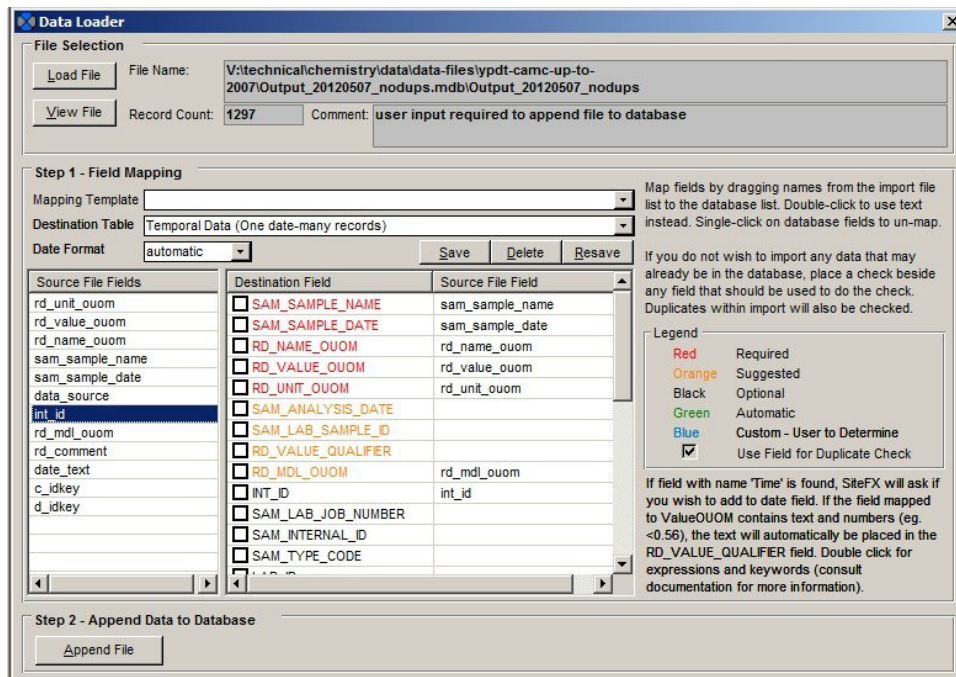 Data Loader
File Selection
Load File
File Name:
V:\technical\chemistry\data\data-files\ypdt-camc-up-to-
2007\Output_20120507_nodups.mdb\Output_20120507_nodups
View File
Record Count:
1297
Comment:
user input required to append file to database
Step 1 - Field Mapping
Mapping Template
Destination Table
Temporal Data (One date-many records)
Date Format
automatic
Save
Delete
Resave
Source File Fields
rd_unit_ouom
rd_value_ouom
rd_name_ouom
sam_sample_name
sam_sample_date
data_source
int_id
rd_mdl_ouom
rd_comment
date_text
c_idkey
d_idkey
Destination Field Source File Field
SAM_SAMPLE_NAME sam_sample_name
SAM_SAMPLE_DATE sam_sample_date
RD_NAME_OUOM rd_name_ouom
RD_VALUE_OUOM rd_value_ouom
RD_UNIT_OUOM rd_unit_ouom
SAM_ANALYSIS_DATE
SAM_LAB_SAMPLE_ID
RD_VALUE_QUALIFIER
RD_MDL_OUOM rd_mdl_ouom
INT_ID int_id
SAM_LAB_JOB_NUMBER
SAM_INTERNAL_ID
SAM_TYPE_CODE
Map fields by dragging names from the import file
list to the database list. Double-click to use text
instead. Single-click on database fields to un-map.
If you do not wish to import any data that may
already be in the database, place a check beside
any field that should be used to do the check.
Duplicates within import will also be checked.
Legend
Red Required
Orange Suggested
Black Optional
Green Automatic
Blue Custom - User to Determine
Use Field for Duplicate Check
If field with name 'Time' is found, SiteFX will ask if
you wish to add to date field. If the field mapped
to ValueOUOM contains text and numbers (eg.
<0.56), the text will automatically be placed in the
RD_VALUE_QUALIFIER field. Double click for
expressions and keywords (consult
documentation for more information).
Step 2 - Append Data to Database
Append File